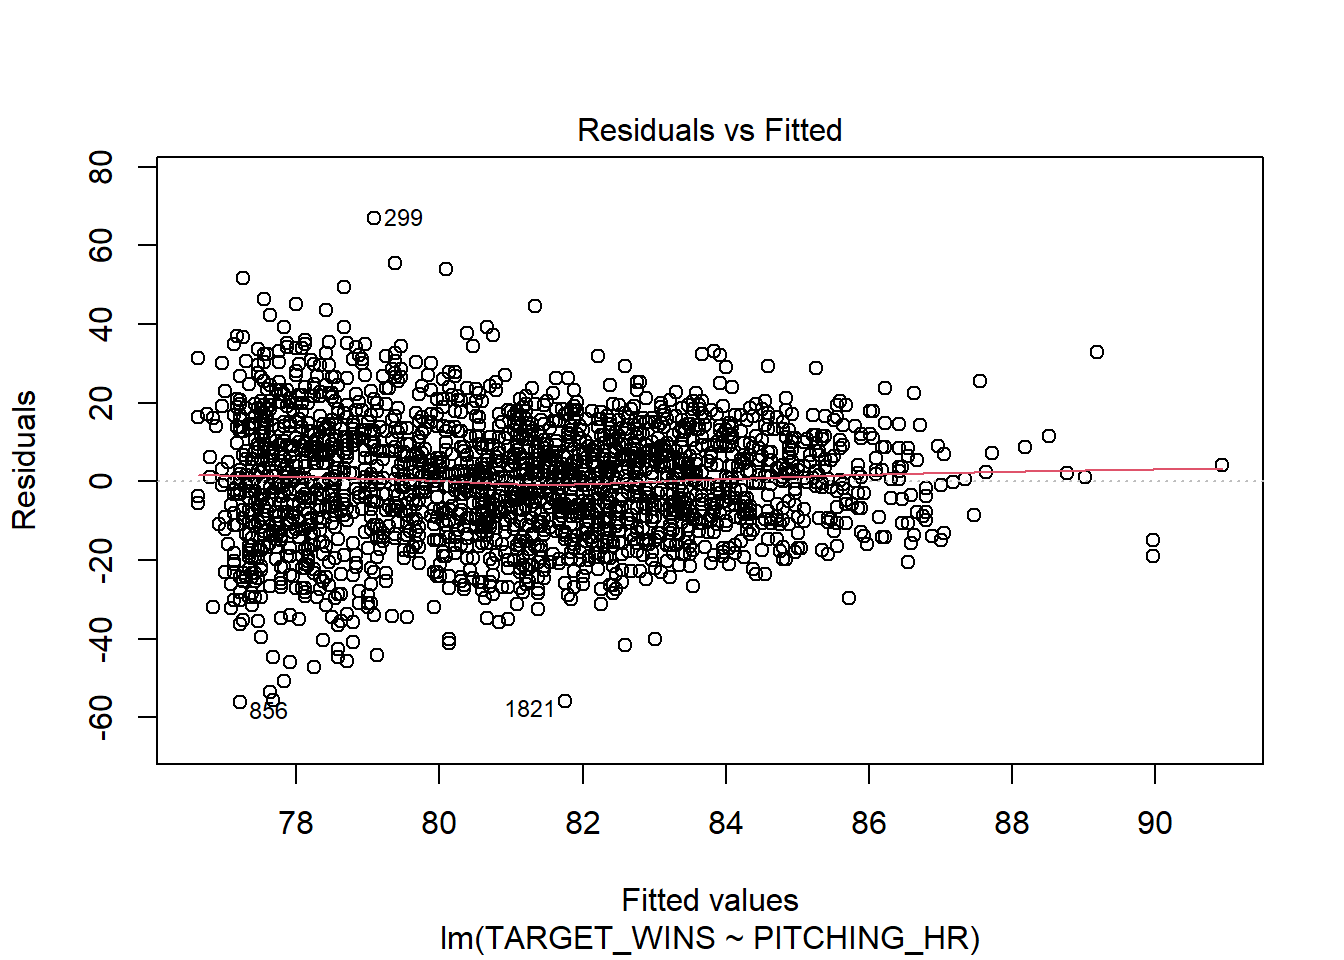 Residuals vs Fitted
Residuals
80
60
40
20
0
-20
-40
-60
299
856
1821
78 80 82 84 86 88 90
Fitted values
lm(TARGET_WINS ~ PITCHING_HR)